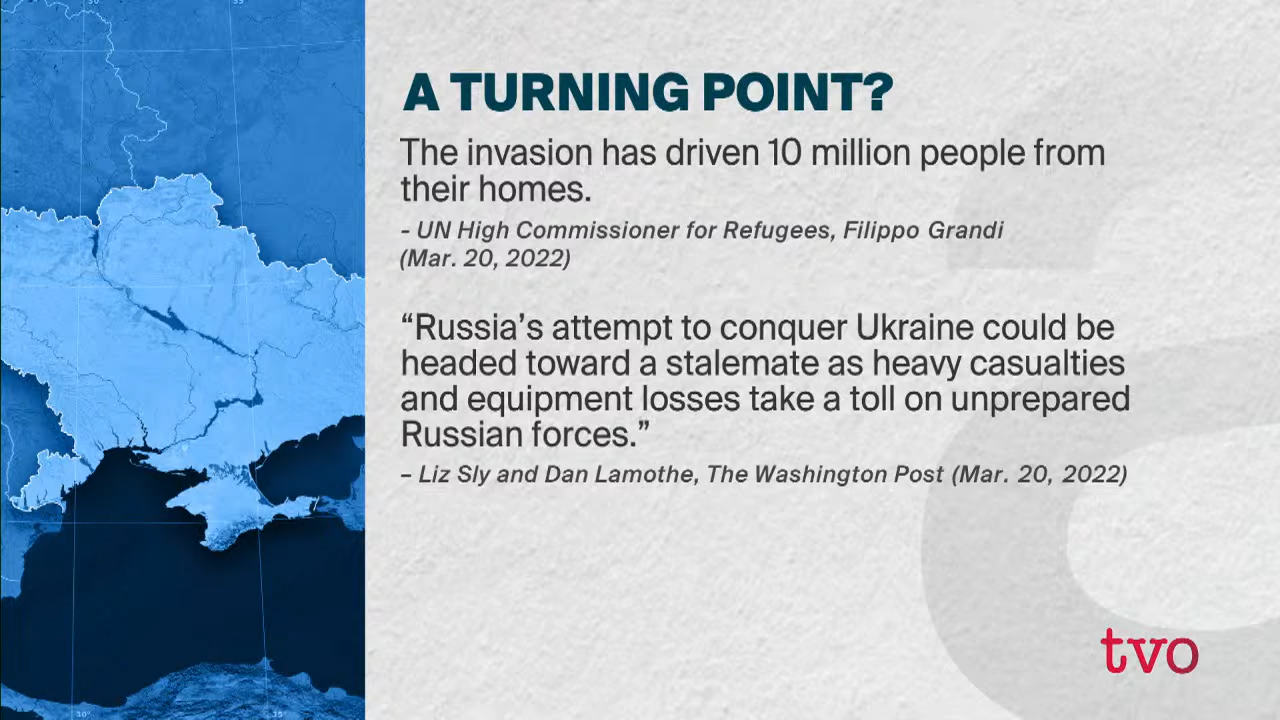 A TURNING POINT?
The invasion has driven 10 million people from
their homes.
- UN High Commissioner for Refugees, Filippo Grandi
(Mar. 20, 2022)
“Russia’s attempt to conquer Ukraine could be
headed toward a stalemate as heavy casualties
and equipment losses take a toll on unprepared
Russian forces.”
– Liz Sly and Dan Lamothe, The Washington Post (Mar. 20, 2022)
tvo
30°
35°